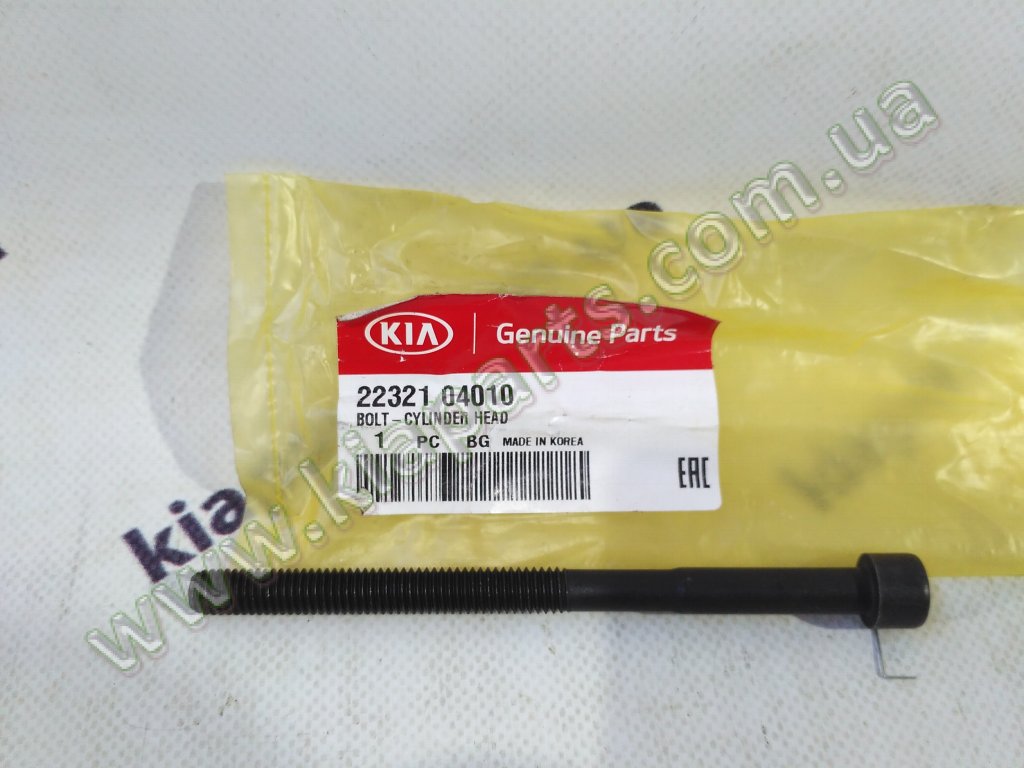 KIA Genuine Parts
22321 04010
BOLT-CYLINDER HEAD
1 PC BG MADE IN KOREA
EAC
kia
www.kiaparts.com.ua